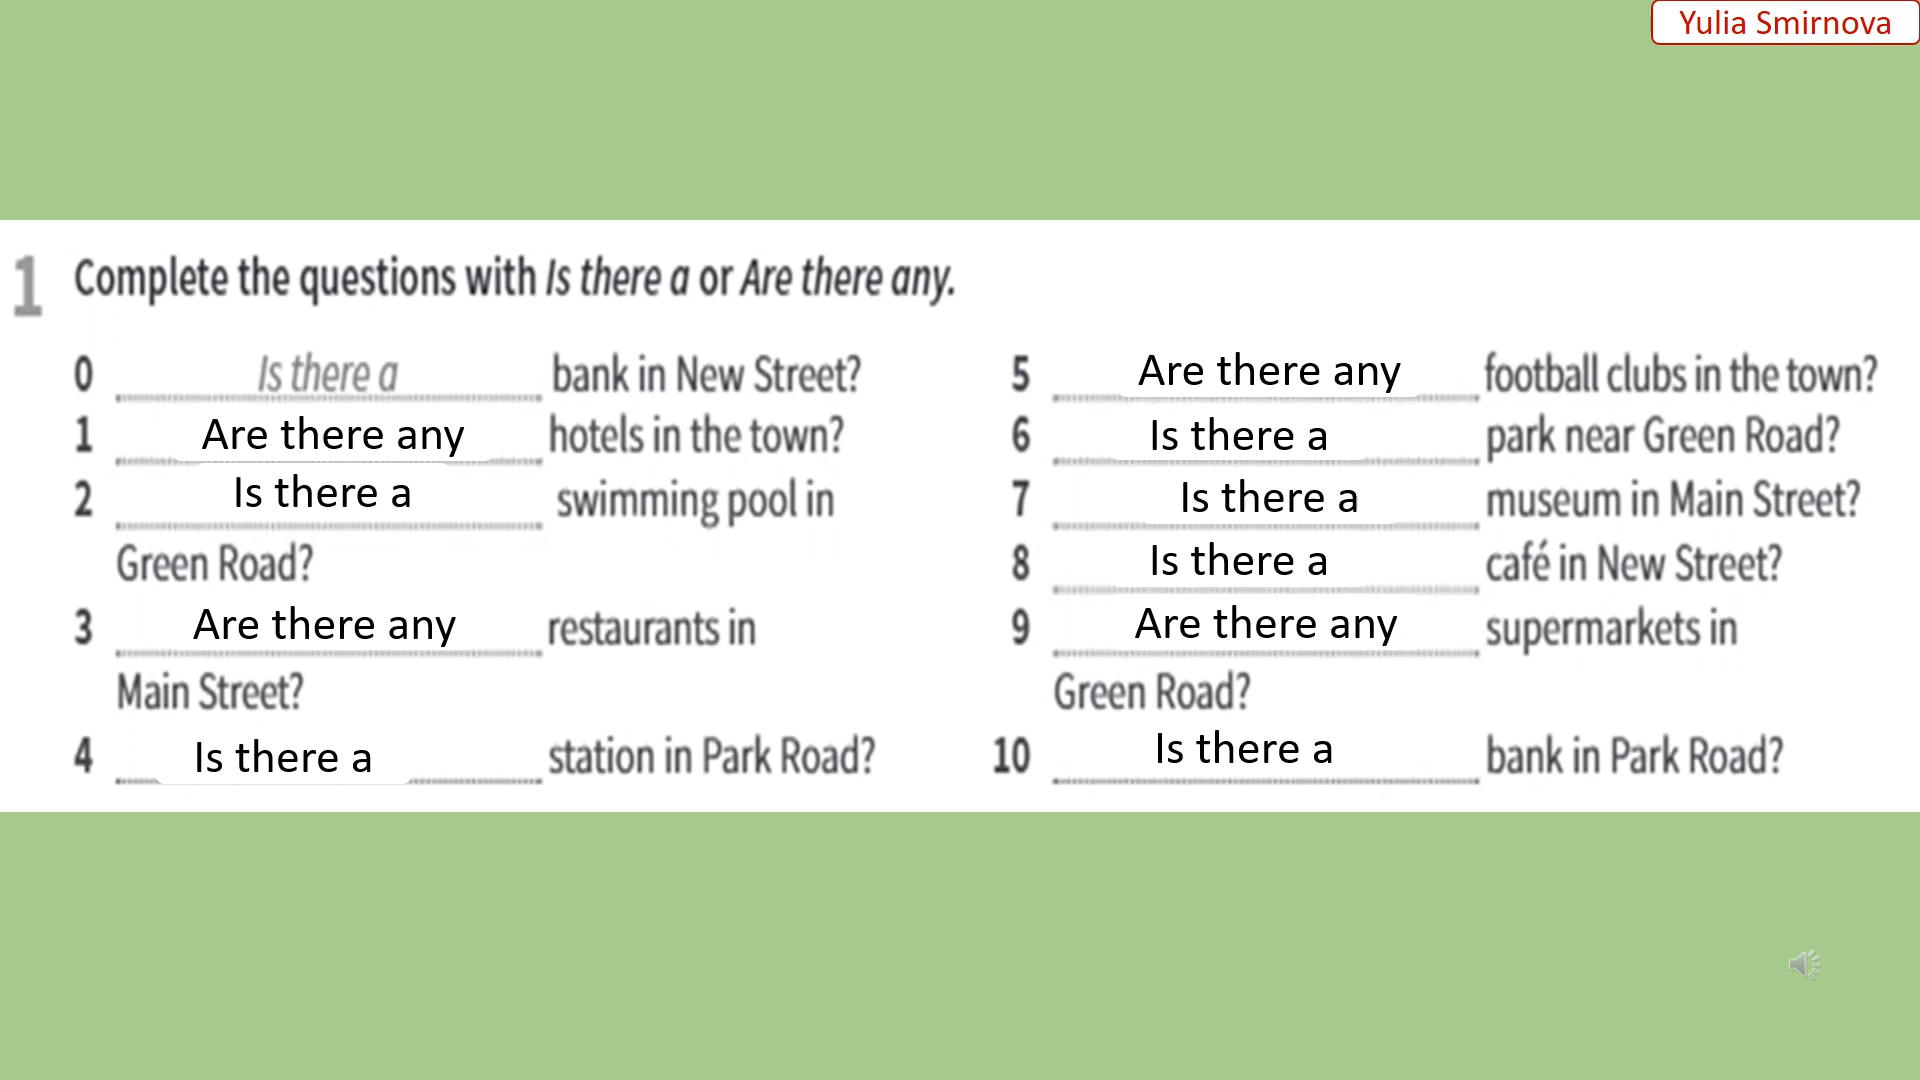 Yulia Smirnova
1 Complete the questions with Is there a or Are there any.
0 Is there a bank in New Street?
1 Are there any hotels in the town?
2 Is there a swimming pool in
Green Road?
3 Are there any restaurants in
Main Street?
4 Is there a station in Park Road?
5 Are there any football clubs in the town?
6 Is there a park near Green Road?
7 Is there a museum in Main Street?
8 Is there a café in New Street?
9 Are there any supermarkets in
Green Road?
10 Is there a bank in Park Road?